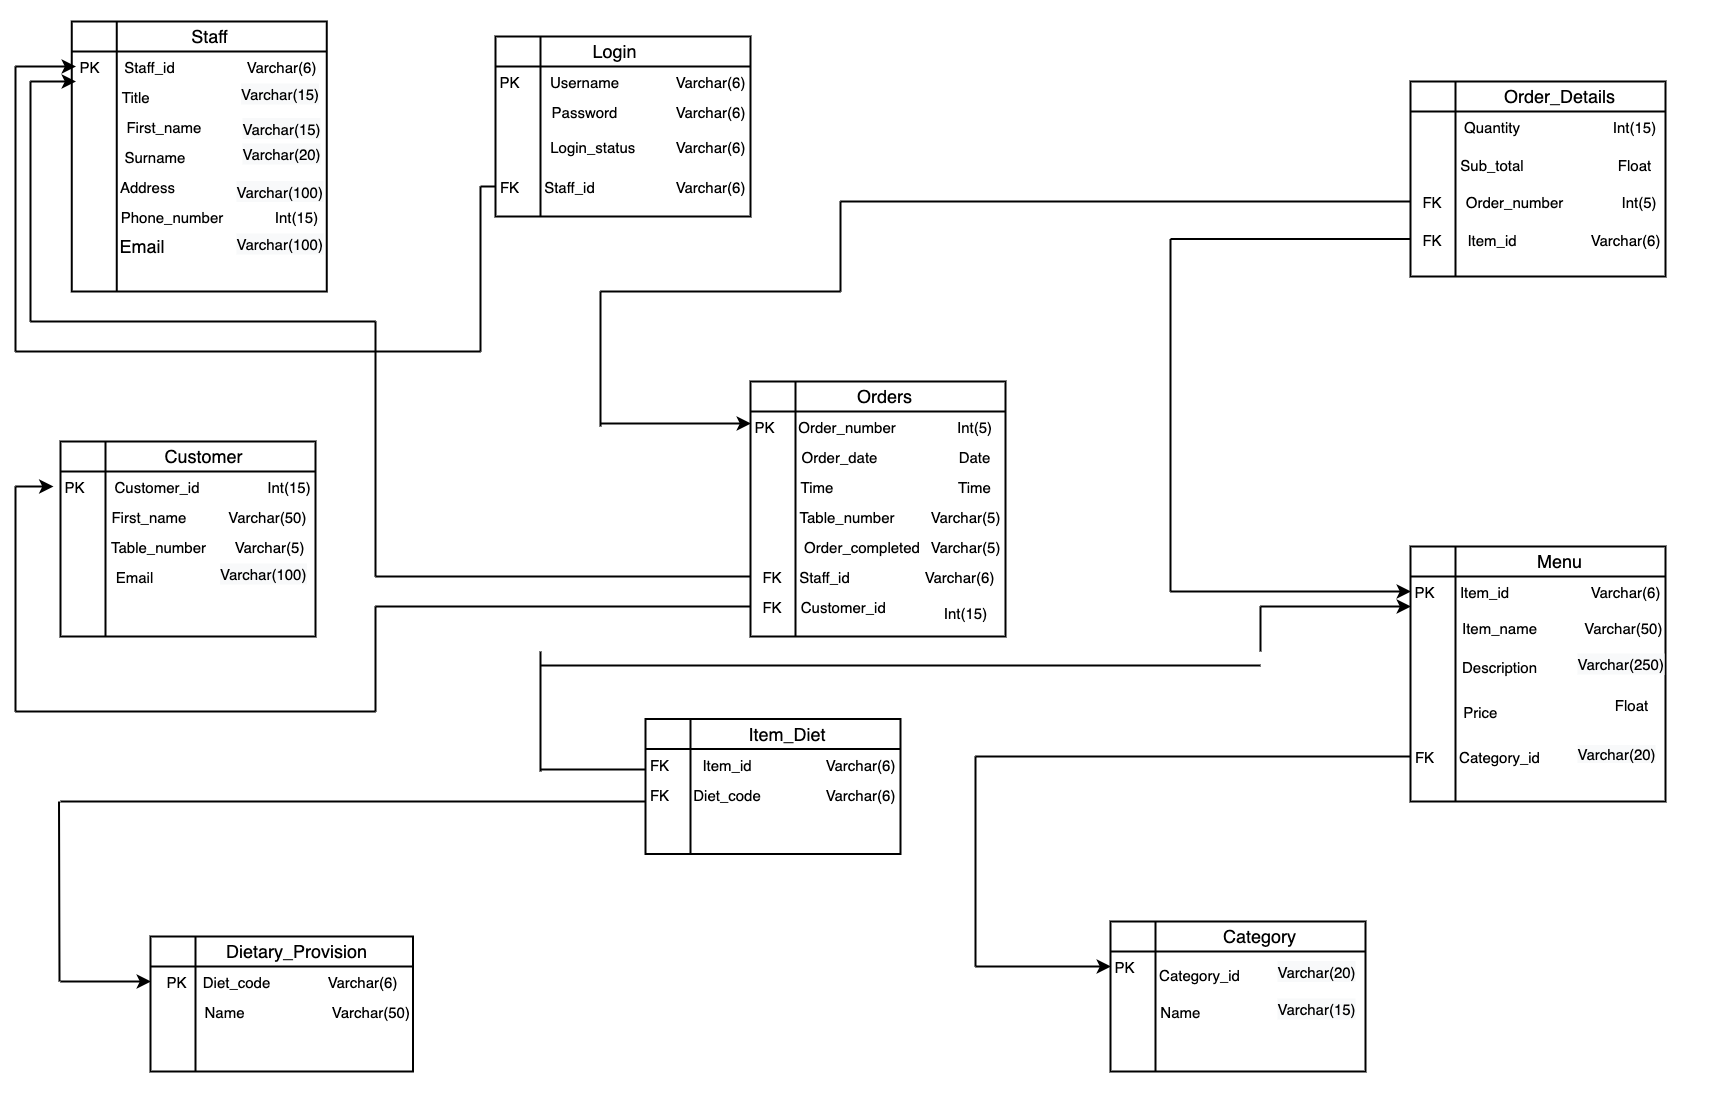 Staff
PK Staff_id Varchar(6)
Title Varchar(15)
First_name Varchar(15)
Surname Varchar(20)
Address Varchar(100)
Phone_number Int(15)
Email Varchar(100)
Login
PK Username Varchar(6)
Password Varchar(6)
Login_status Varchar(6)
FK Staff_id Varchar(6)
Order_Details
Quantity Int(15)
Sub_total Float
FK Order_number Int(5)
FK Item_id Varchar(6)
Orders
PK Order_number Int(5)
Order_date Date
Time Time
Table_number Varchar(5)
Order_completed Varchar(5)
FK Staff_id Varchar(6)
FK Customer_id Int(15)
Customer
PK Customer_id Int(15)
First_name Varchar(50)
Table_number Varchar(5)
Email Varchar(100)
Menu
PK Item_id Varchar(6)
Item_name Varchar(50)
Description Varchar(250)
Price Float
FK Category_id Varchar(20)
Item_Diet
FK Item_id Varchar(6)
FK Diet_code Varchar(6)
Dietary_Provision
PK Diet_code Varchar(6)
Name Varchar(50)
Category
PK Category_id Varchar(20)
Name Varchar(15)